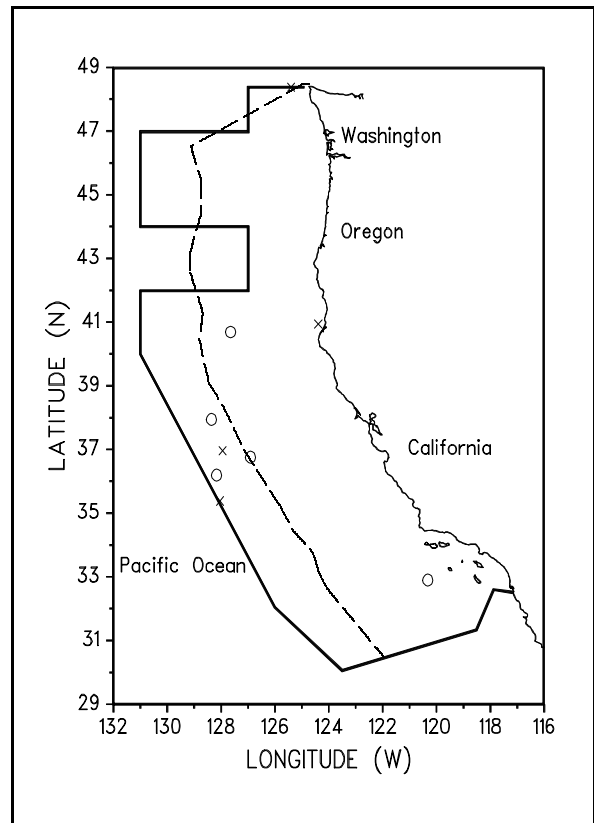 49
47
Washington
45
Oregon
43
41
39
37
California
35
Pacific Ocean
33
31
29
132 130 128 126 124 122 120 118 116
LATITUDE (N)
LONGITUDE (W)